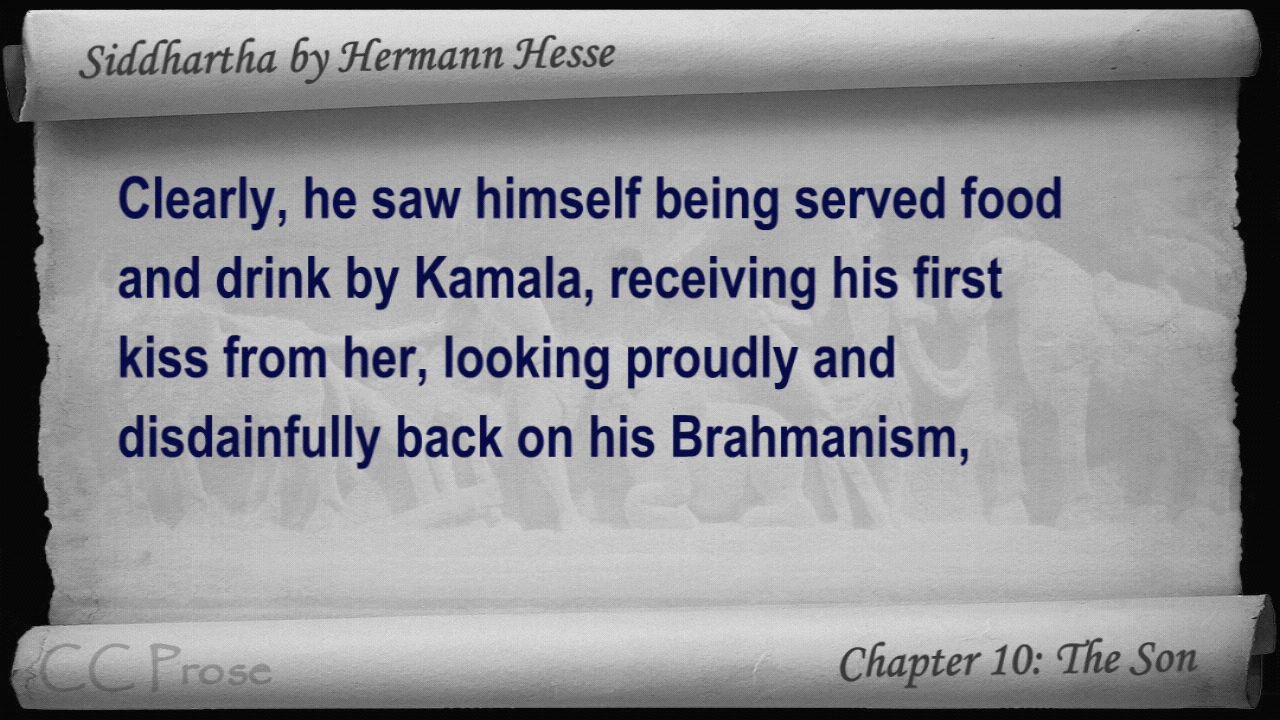 Siddhartha by Hermann Hesse
Clearly, he saw himself being served food
and drink by Kamala, receiving his first
kiss from her, looking proudly and
disdainfully back on his Brahmanism,
CC Prose
Chapter 10: The Son